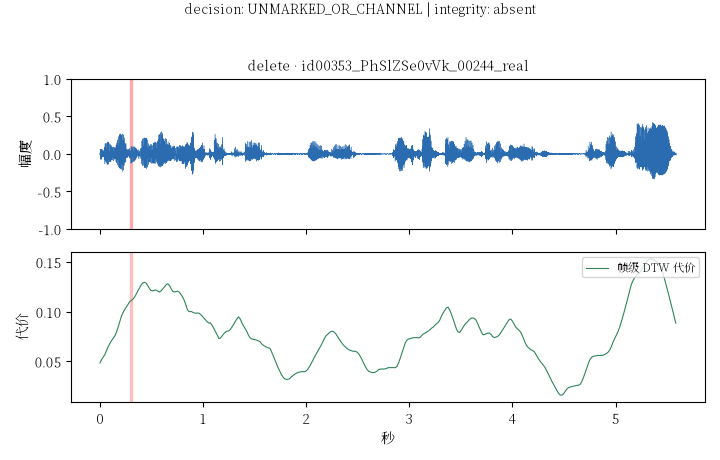 decision: UNMARKED_OR_CHANNEL | integrity: absent
delete · id00353_PhSlZSe0vVk_00244_real
1.0
0.5
0.0
-0.5
-1.0
幅度
0.15
0.10
0.05
代价
帧级 DTW 代价
0 1 2 3 4 5
秒